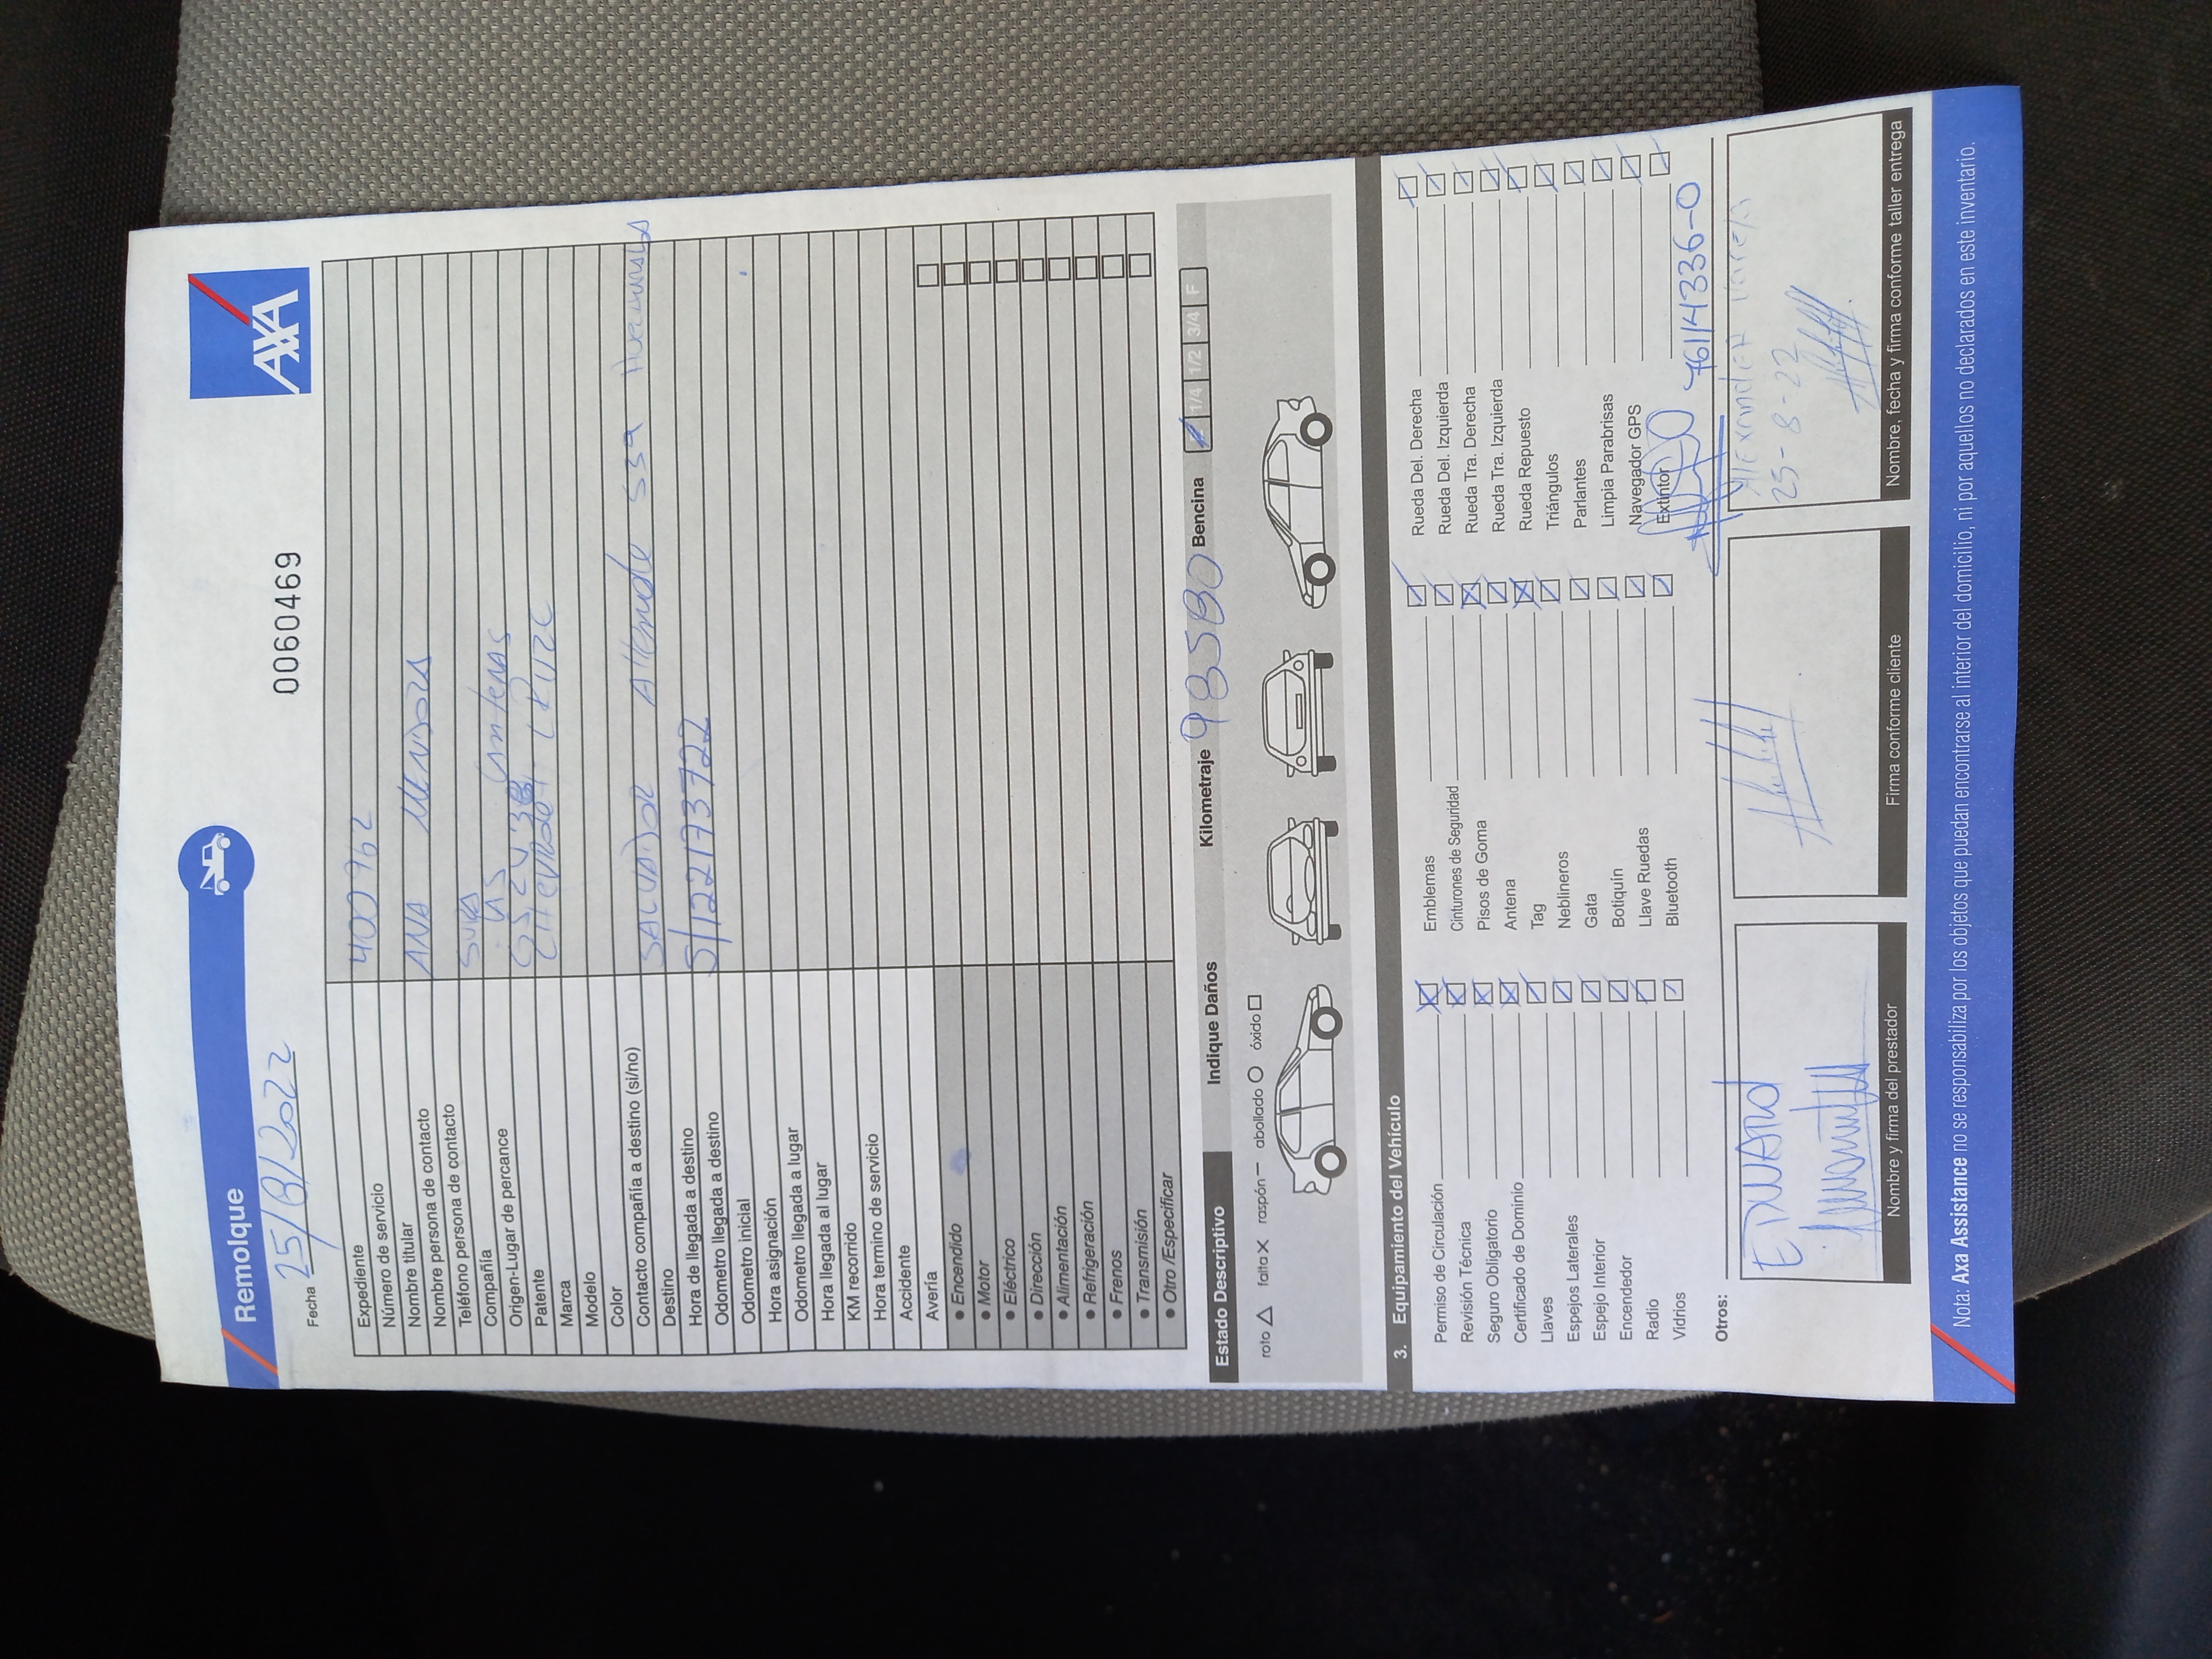 Remolque
AXA
Fecha 25/8/2022
0060469
Expediente 400962
Número de servicio
Nombre titular ANA MENDOZA
Nombre persona de contacto
Teléfono persona de contacto
Compañía
Origen-Lugar de percance
Patente
Marca
Modelo
Color
Contacto compañía a destino (si/no)
SALVADOR Allende 539
Destino
Hora de llegada a destino
Odometro llegada a destino
Odometro inicial
Hora asignación
Odometro llegada a lugar
Hora llegada al lugar
KM recorrido
Hora termino de servicio
Accidente
Avería
• Encendido
• Motor
• Eléctrico
• Dirección
• Alimentación
• Refrigeración
• Frenos
• Transmisión
• Otro /Especificar
Estado Descriptivo Indique Daños Kilometraje Bencina 1/4 1/2 3/4 F
roto falta raspón abollado óxido
3. Equipamiento del Vehículo
Permiso de Circulación Emblemas Rueda Del. Derecha
Revisión Técnica Cinturones de Seguridad Rueda Del. Izquierda
Seguro Obligatorio Pisos de Goma Rueda Tra. Derecha
Certificado de Dominio Antena Rueda Tra. Izquierda
Llaves Tag Rueda Repuesto
Espejos Laterales Neblineros Triángulos
Espejo Interior Gata Parlantes
Encendedor Botiquín Limpia Parabrisas
Radio Llave Ruedas Navegador GPS
Vidrios Bluetooth Extintor
Otros:
76114336-0
EDUARD
25-8-22
Nombre y firma del prestador
Firma conforme cliente
Nombre, fecha y firma conforme taller entrega
Nota: Axa Assistance no se responsabiliza por los objetos que puedan encontrarse al interior del domicilio, ni por aquellos no declarados en este inventario.